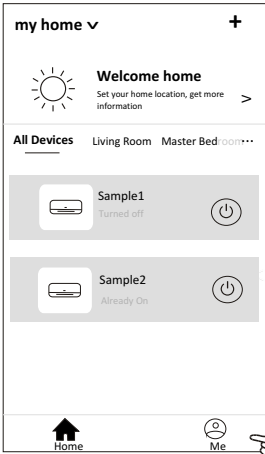 my home
Welcome home
Set your home location, get more
information
All Devices Living Room Master Bedroom
Sample1
Turned off
Sample2
Already On
Home Me